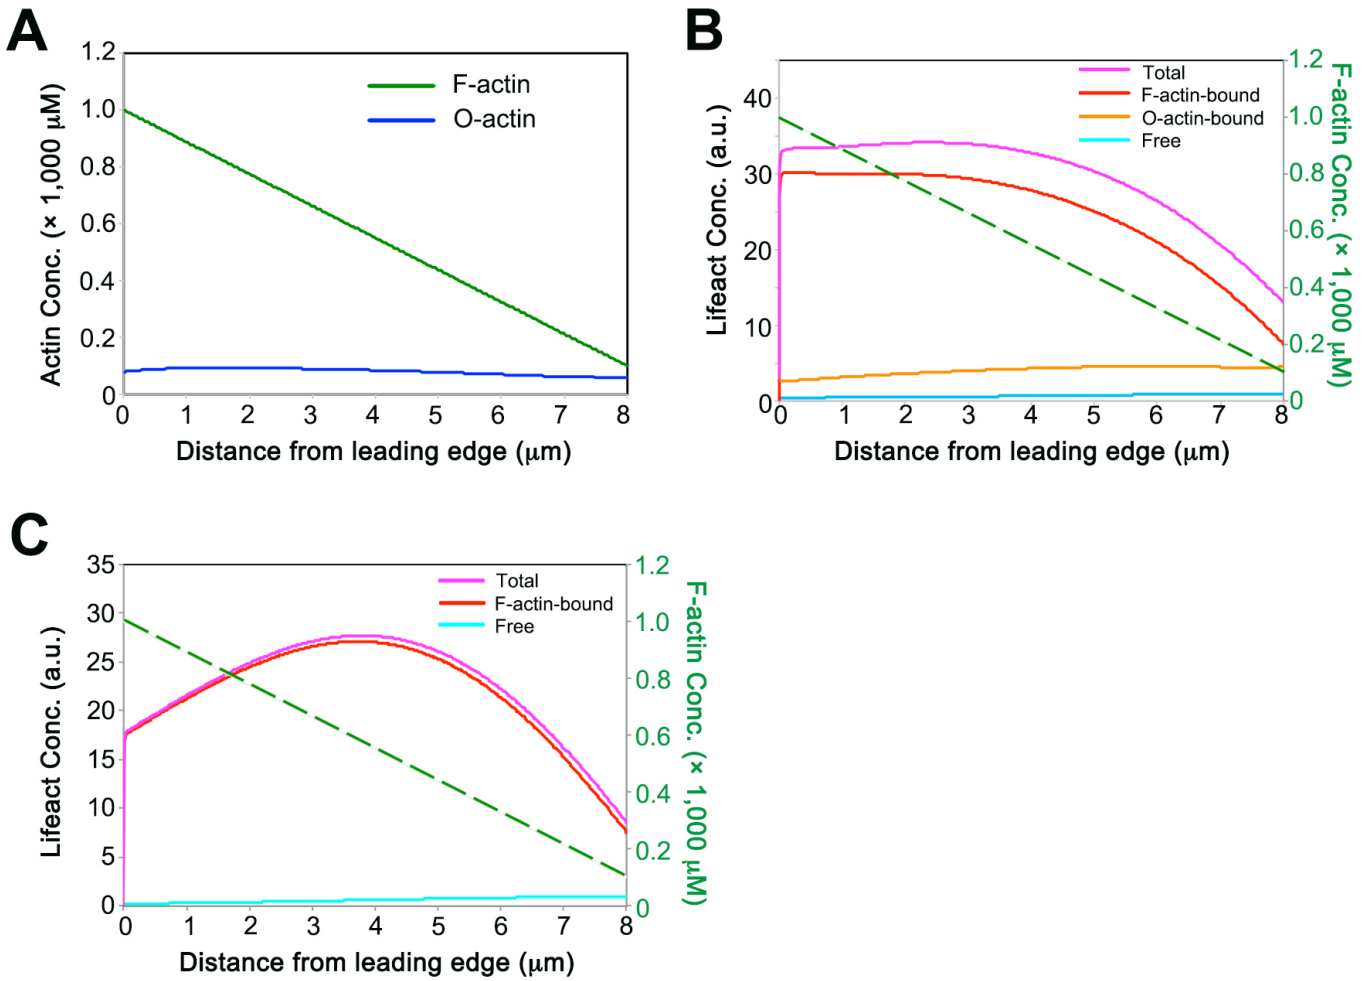 A
1.2
1.0
0.8
0.6
0.4
0.2
0
Actin Conc. (× 1,000 μM)
F-actin
O-actin
0 1 2 3 4 5 6 7 8
Distance from leading edge (μm)
B
40
30
20
10
0
Lifeact Conc. (a.u.)
Total
F-actin-bound
O-actin-bound
Free
1.2
1.0
0.8
0.6
0.4
0.2
0
F-actin Conc. (× 1,000 μM)
0 1 2 3 4 5 6 7 8
Distance from leading edge (μm)
C
35
30
25
20
15
10
5
0
Lifeact Conc. (a.u.)
Total
F-actin-bound
Free
1.2
1.0
0.8
0.6
0.4
0.2
0
F-actin Conc. (× 1,000 μM)
0 1 2 3 4 5 6 7 8
Distance from leading edge (μm)